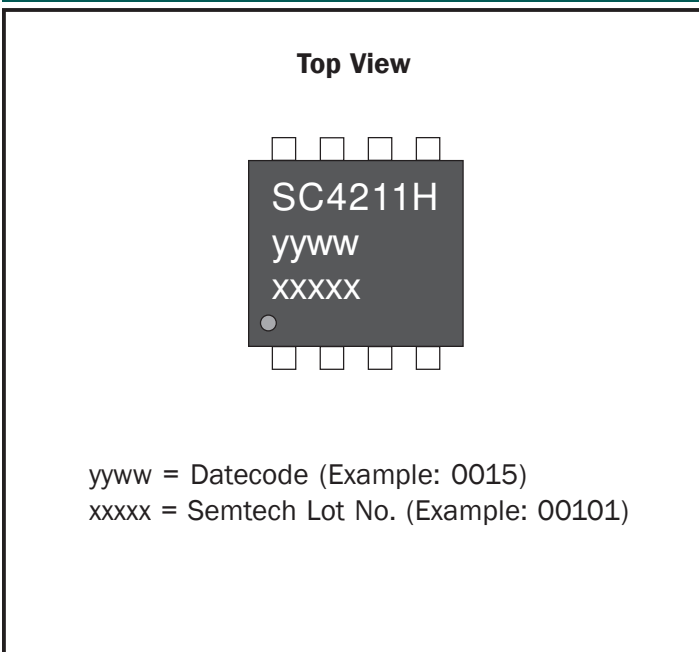 Top View
SC4211H
yyww
xxxxx
yyww = Datecode (Example: 0015)
xxxxx = Semtech Lot No. (Example: 00101)